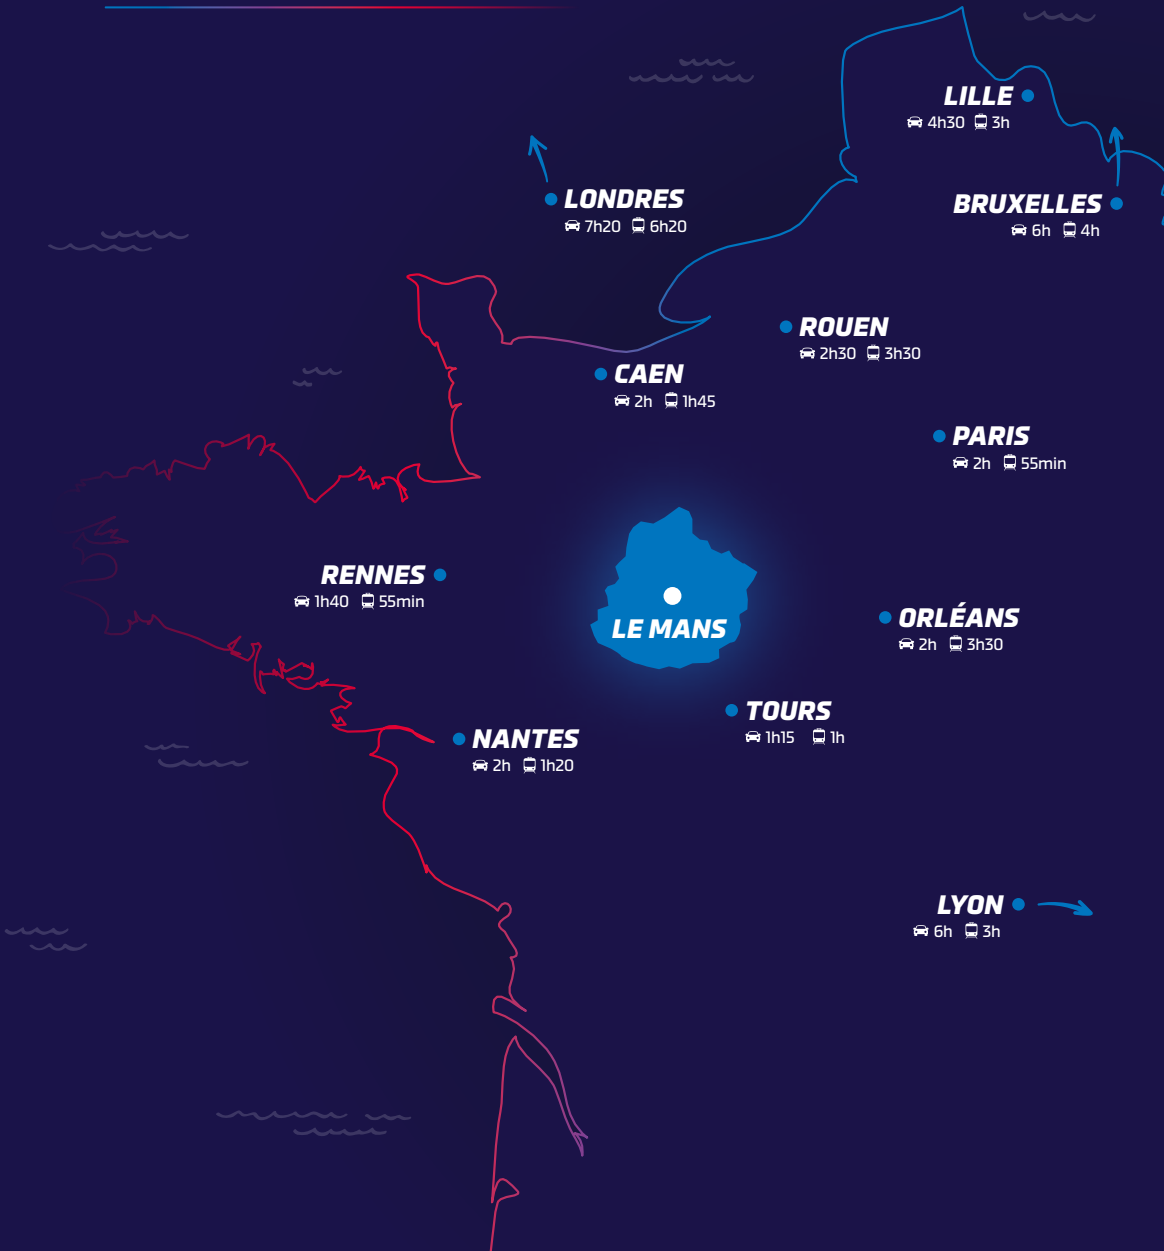 LILLE
4h30 3h
LONDRES
7h20 6h20
BRUXELLES
6h 4h
ROUEN
2h30 3h30
CAEN
2h 1h45
PARIS
2h 55min
RENNES
1h40 55min
LE MANS
ORLÉANS
2h 3h30
TOURS
1h15 1h
NANTES
2h 1h20
LYON
6h 3h